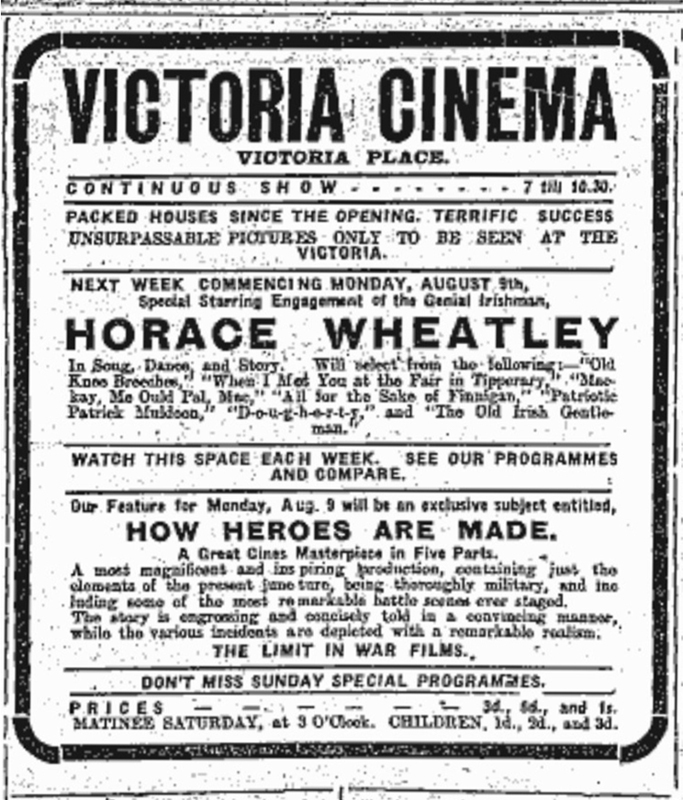 VICTORIA CINEMA
VICTORIA PLACE.
CONTINUOUS SHOW - - - - - - - - - 7 till 10.30.
PACKED HOUSES SINCE THE OPENING. TERRIFIC SUCCESS
UNSURPASSABLE PICTURES ONLY TO BE SEEN AT THE
VICTORIA.
NEXT WEEK COMMENCING MONDAY, AUGUST 9th,
Special Starring Engagement of the Genial Irishman,
HORACE WHEATLEY
In Song, Dance, and Story. Will select from the following:—"Old
Knee Breeches," "When I Met You at the Fair in Tipperary," "Mac-
kay, Me Ould Pal, Mac," "All for the Sake of Finnigan," "Patriotic
Patrick Muldoon," "D-o-u-g-h-e-r-t-y," and "The Old Irish Gentle-
man."
WATCH THIS SPACE EACH WEEK. SEE OUR PROGRAMMES
AND COMPARE.
Our Feature for Monday, Aug. 9 will be an exclusive subject entitled,
HOW HEROES ARE MADE.
A Great Cines Masterpiece in Five Parts.
A most magnificent and inspiring production, containing just the
elements of the present juncture, being thoroughly military, and inc
luding some of the most remarkable battle scenes ever staged.
The story is engrossing and concisely told in a convincing manner,
while the various incidents are depicted with a remarkable realism.
THE LIMIT IN WAR FILMS.
DON'T MISS SUNDAY SPECIAL PROGRAMMES.
PRICES — — — — — — 3d., 6d., and 1s.
MATINEE SATURDAY, at 3 O'Clock. CHILDREN, 1d., 2d., and 3d.